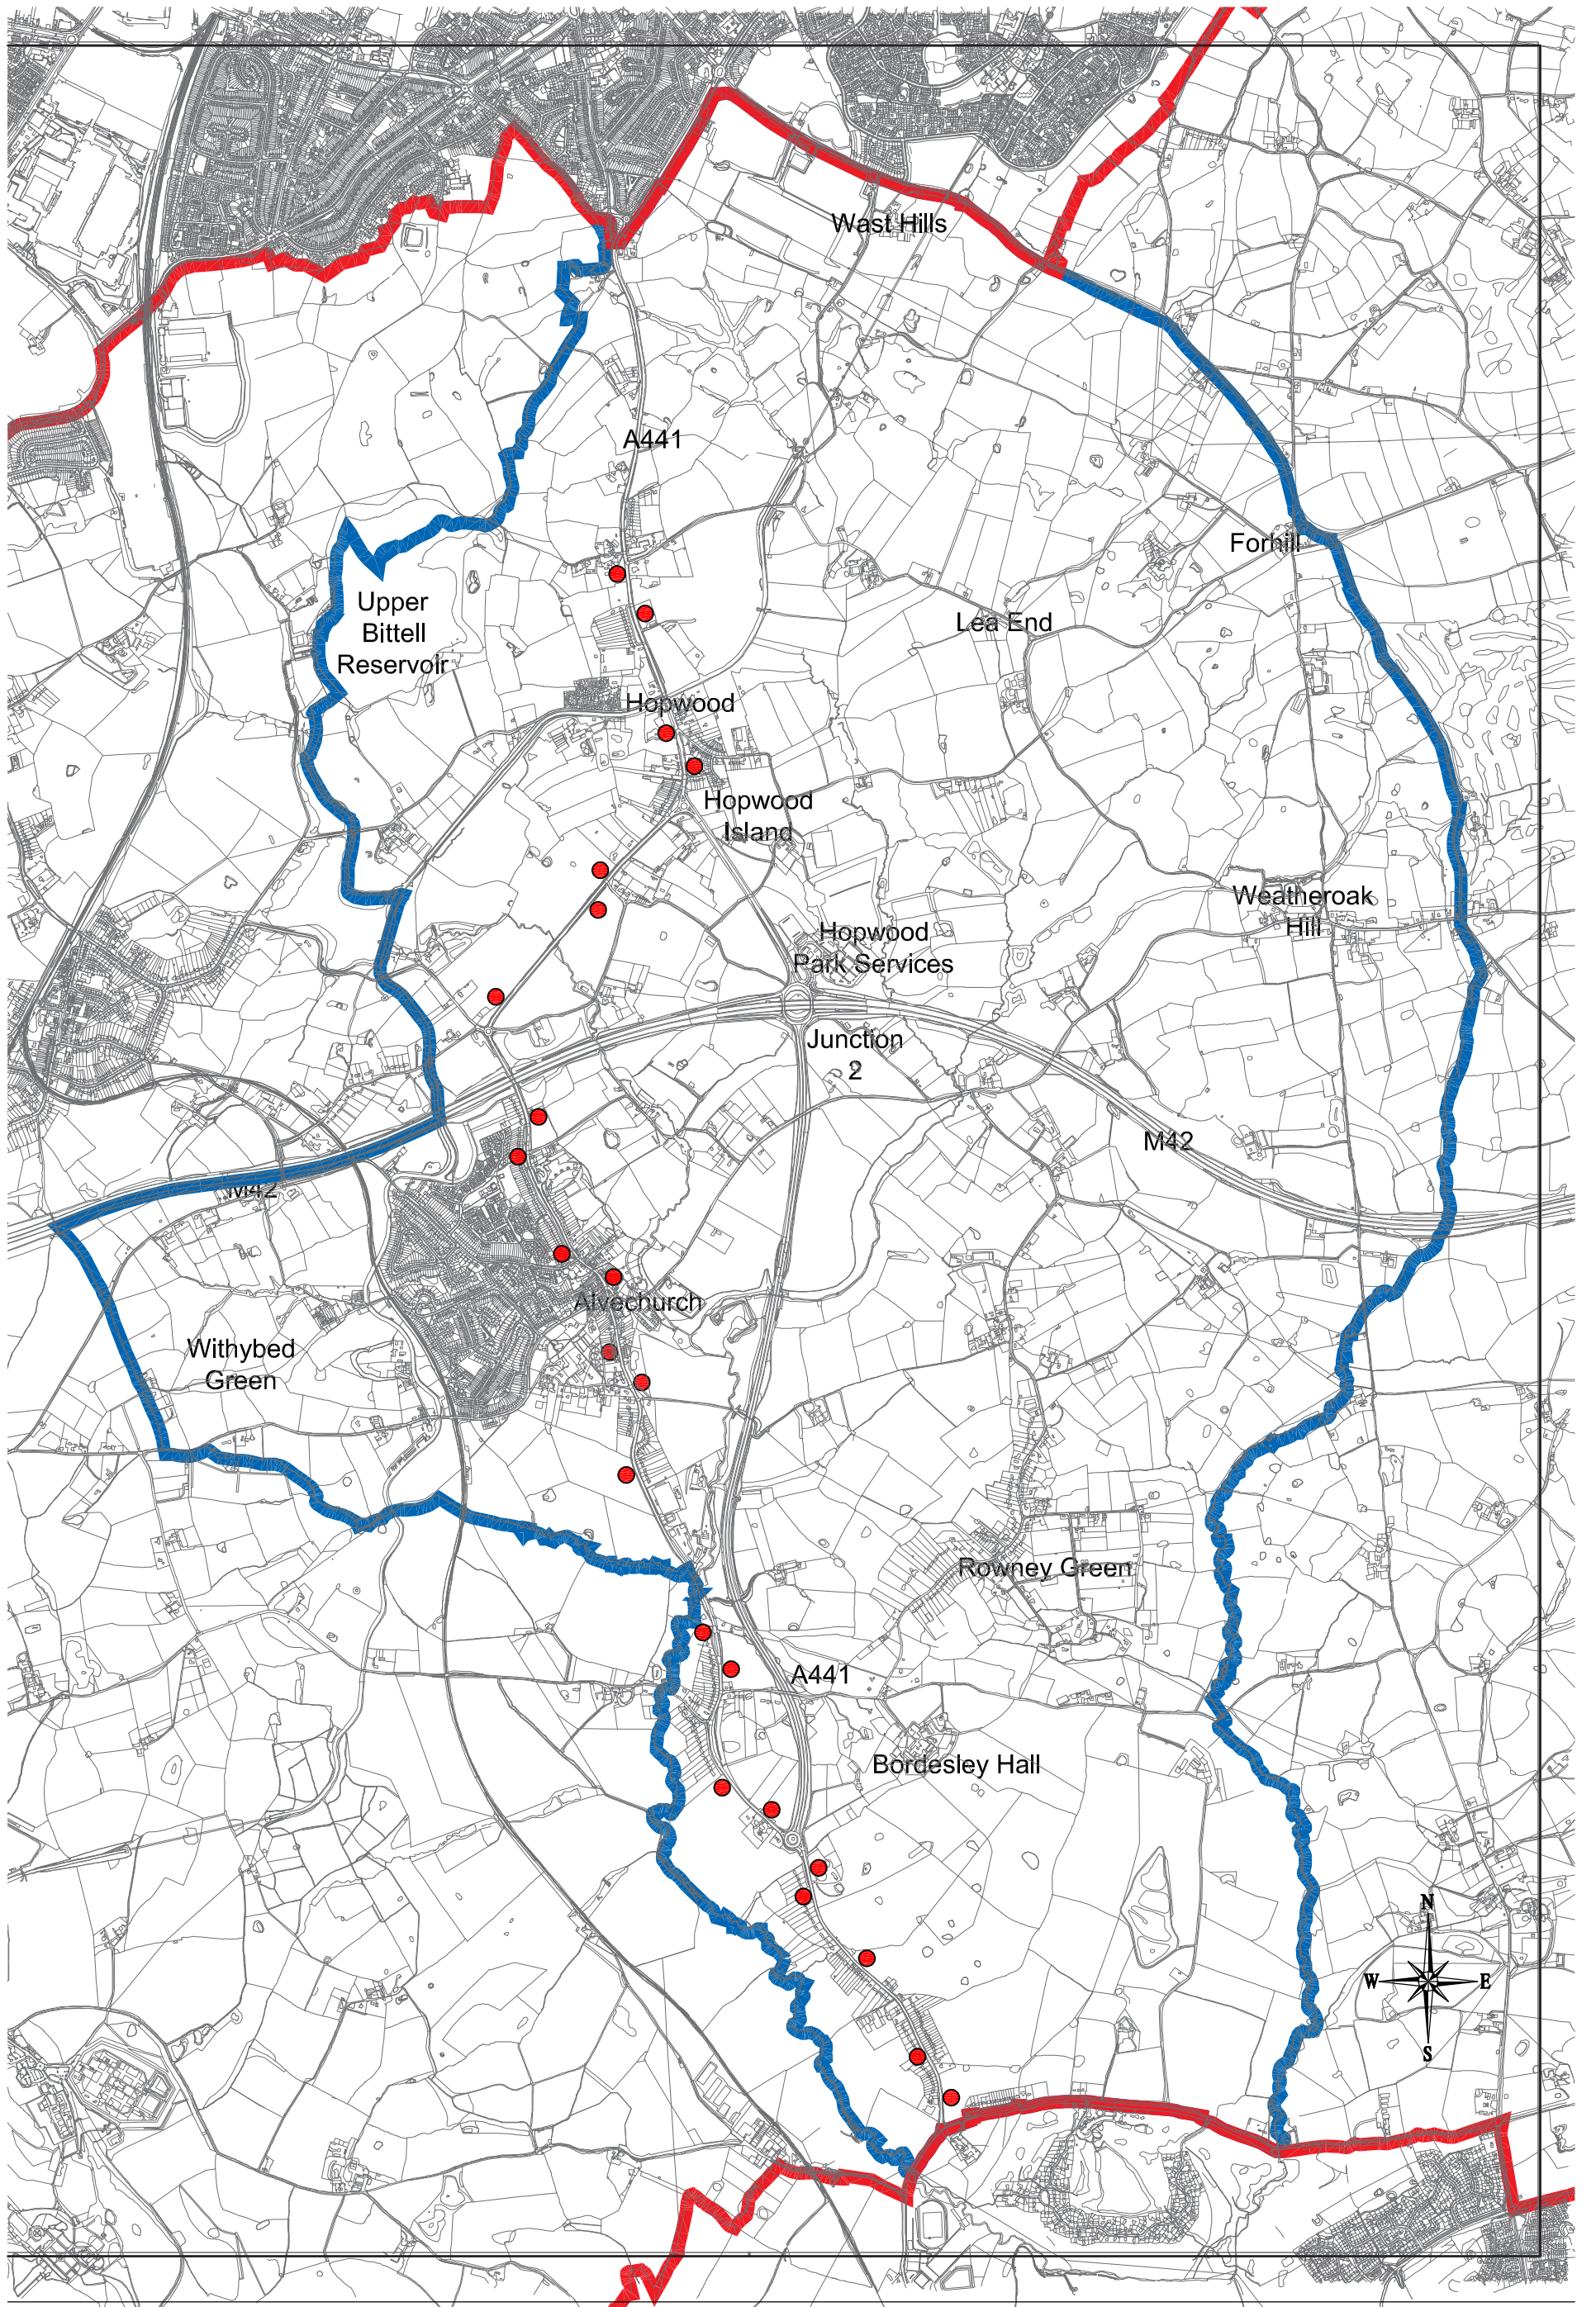 Wast Hills
A441
Forhill
Upper
Bittell
Reservoir
Lea End
Hopwood
Hopwood
Island
Weatheroak
Hill
Hopwood
Park Services
Junction
2
M42
M42
Alvechurch
Withybed
Green
Rowney Green
A441
Bordesley Hall
N
W
E
S